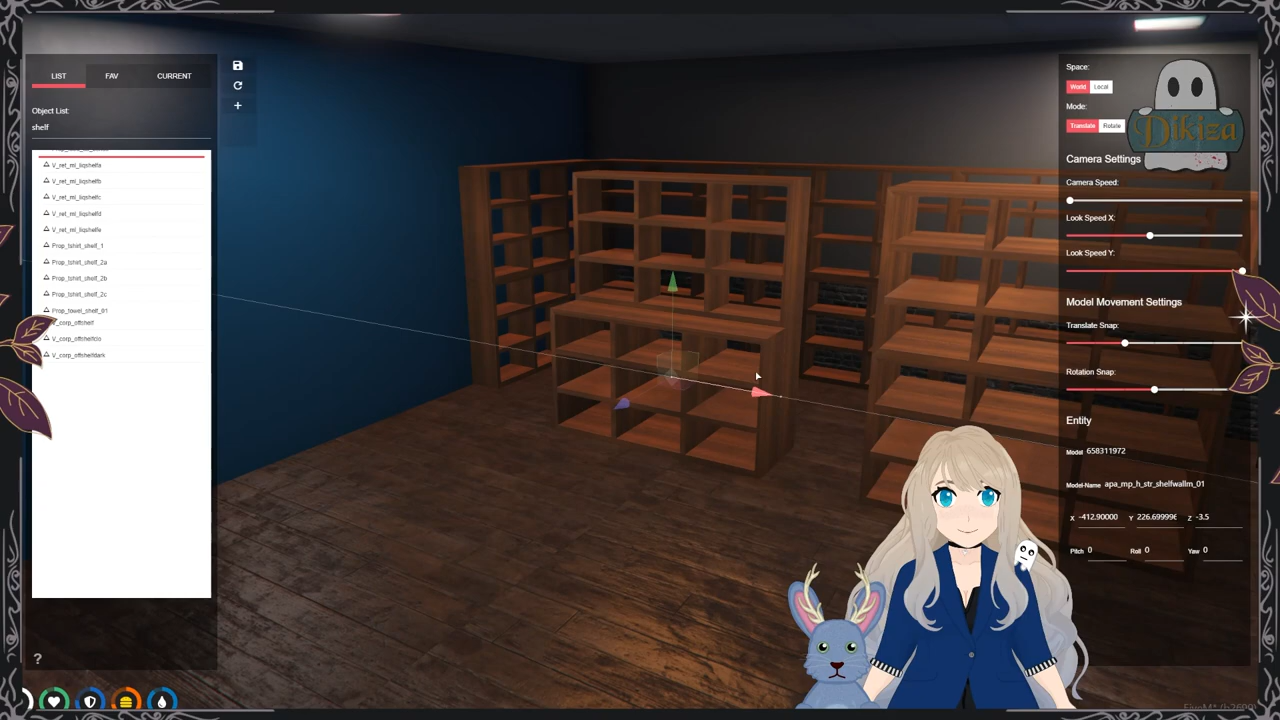 LIST
FAV
CURRENT
Object List:
shelf
V_ret_ml_liqshelfa
V_ret_ml_liqshelfb
V_ret_ml_liqshelfc
V_ret_ml_liqshelfd
V_ret_ml_liqshelfe
Prop_tshirt_shelf_1
Prop_tshirt_shelf_2a
Prop_tshirt_shelf_2b
Prop_tshirt_shelf_2c
Prop_towel_shelf_01
V_corp_offshelf
V_corp_offshelfclo
V_corp_offshelfdark
?
Space:
World Local
Mode:
Translate Rotate
Dikiza
Camera Settings
Camera Speed:
Look Speed X:
Look Speed Y:
Model Movement Settings
Translate Snap:
Rotation Snap:
Entity
Model 658311972
Model-Name apa_mp_h_str_shelfwallm_01
X -412.90000 Y 226.69999 Z -3.5
Pitch 0 Roll 0 Yaw 0